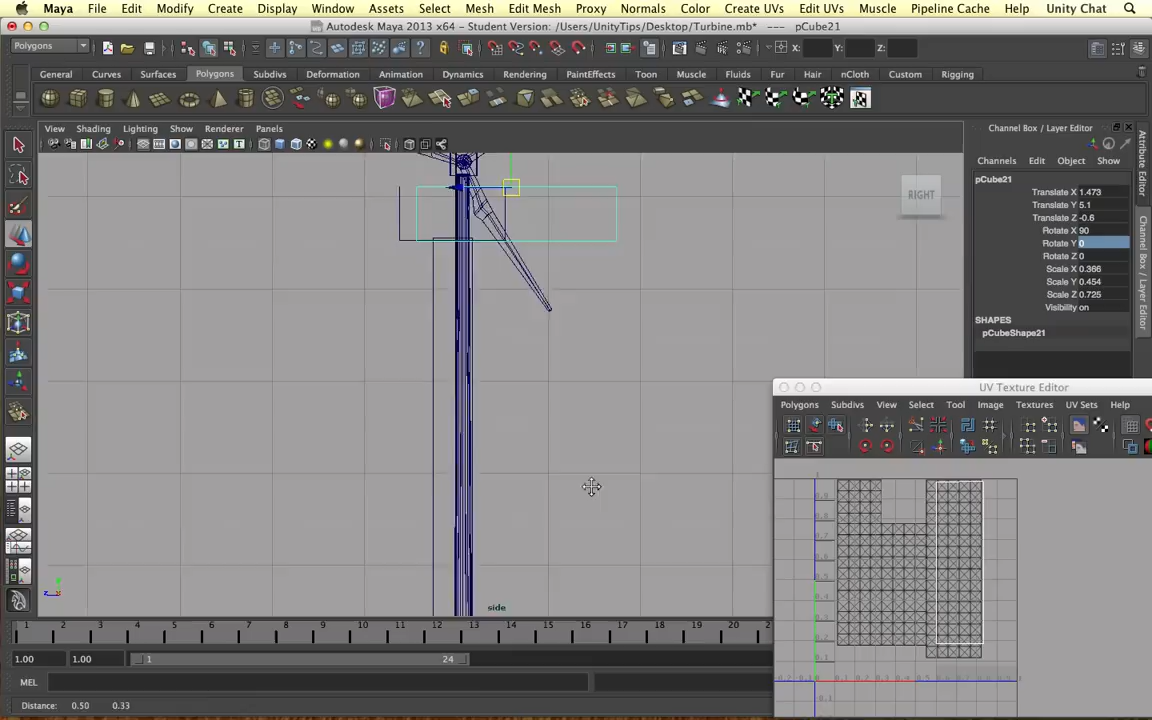 Maya File Edit Modify Create Display Window Assets Select Mesh Edit Mesh Proxy Normals Color Create UVs Edit UVs Muscle Pipeline Cache Help Unity Chat
Autodesk Maya 2013 x64 - Student Version: /Users/UnityTips/Desktop/Turbine.mb* --- pCube21
Polygons X: Y: Z:
General Curves Surfaces Polygons Subdivs Deformation Animation Dynamics Rendering PaintEffects Toon Muscle Fluids Fur Hair nCloth Custom Rigging
View Shading Lighting Show Renderer Panels
Channel Box / Layer Editor
Channels Edit Object Show
pCube21
Translate X 1.473
Translate Y 5.1
Translate Z -0.6
Rotate X 90
Rotate Y 0
Rotate Z 0
Scale X 0.366
Scale Y 0.454
Scale Z 0.725
Visibility on
SHAPES
pCubeShape21
Attribute Editor
Channel Box / Layer Editor
RIGHT
UV Texture Editor
Polygons Subdivs View Select Tool Image Textures UV Sets Help
side
1 2 3 4 5 6 7 8 9 10 11 12 13 14 15 16 17 18 19 20 2
1.00 1.00 1 24
MEL
Distance: 0.50 0.33